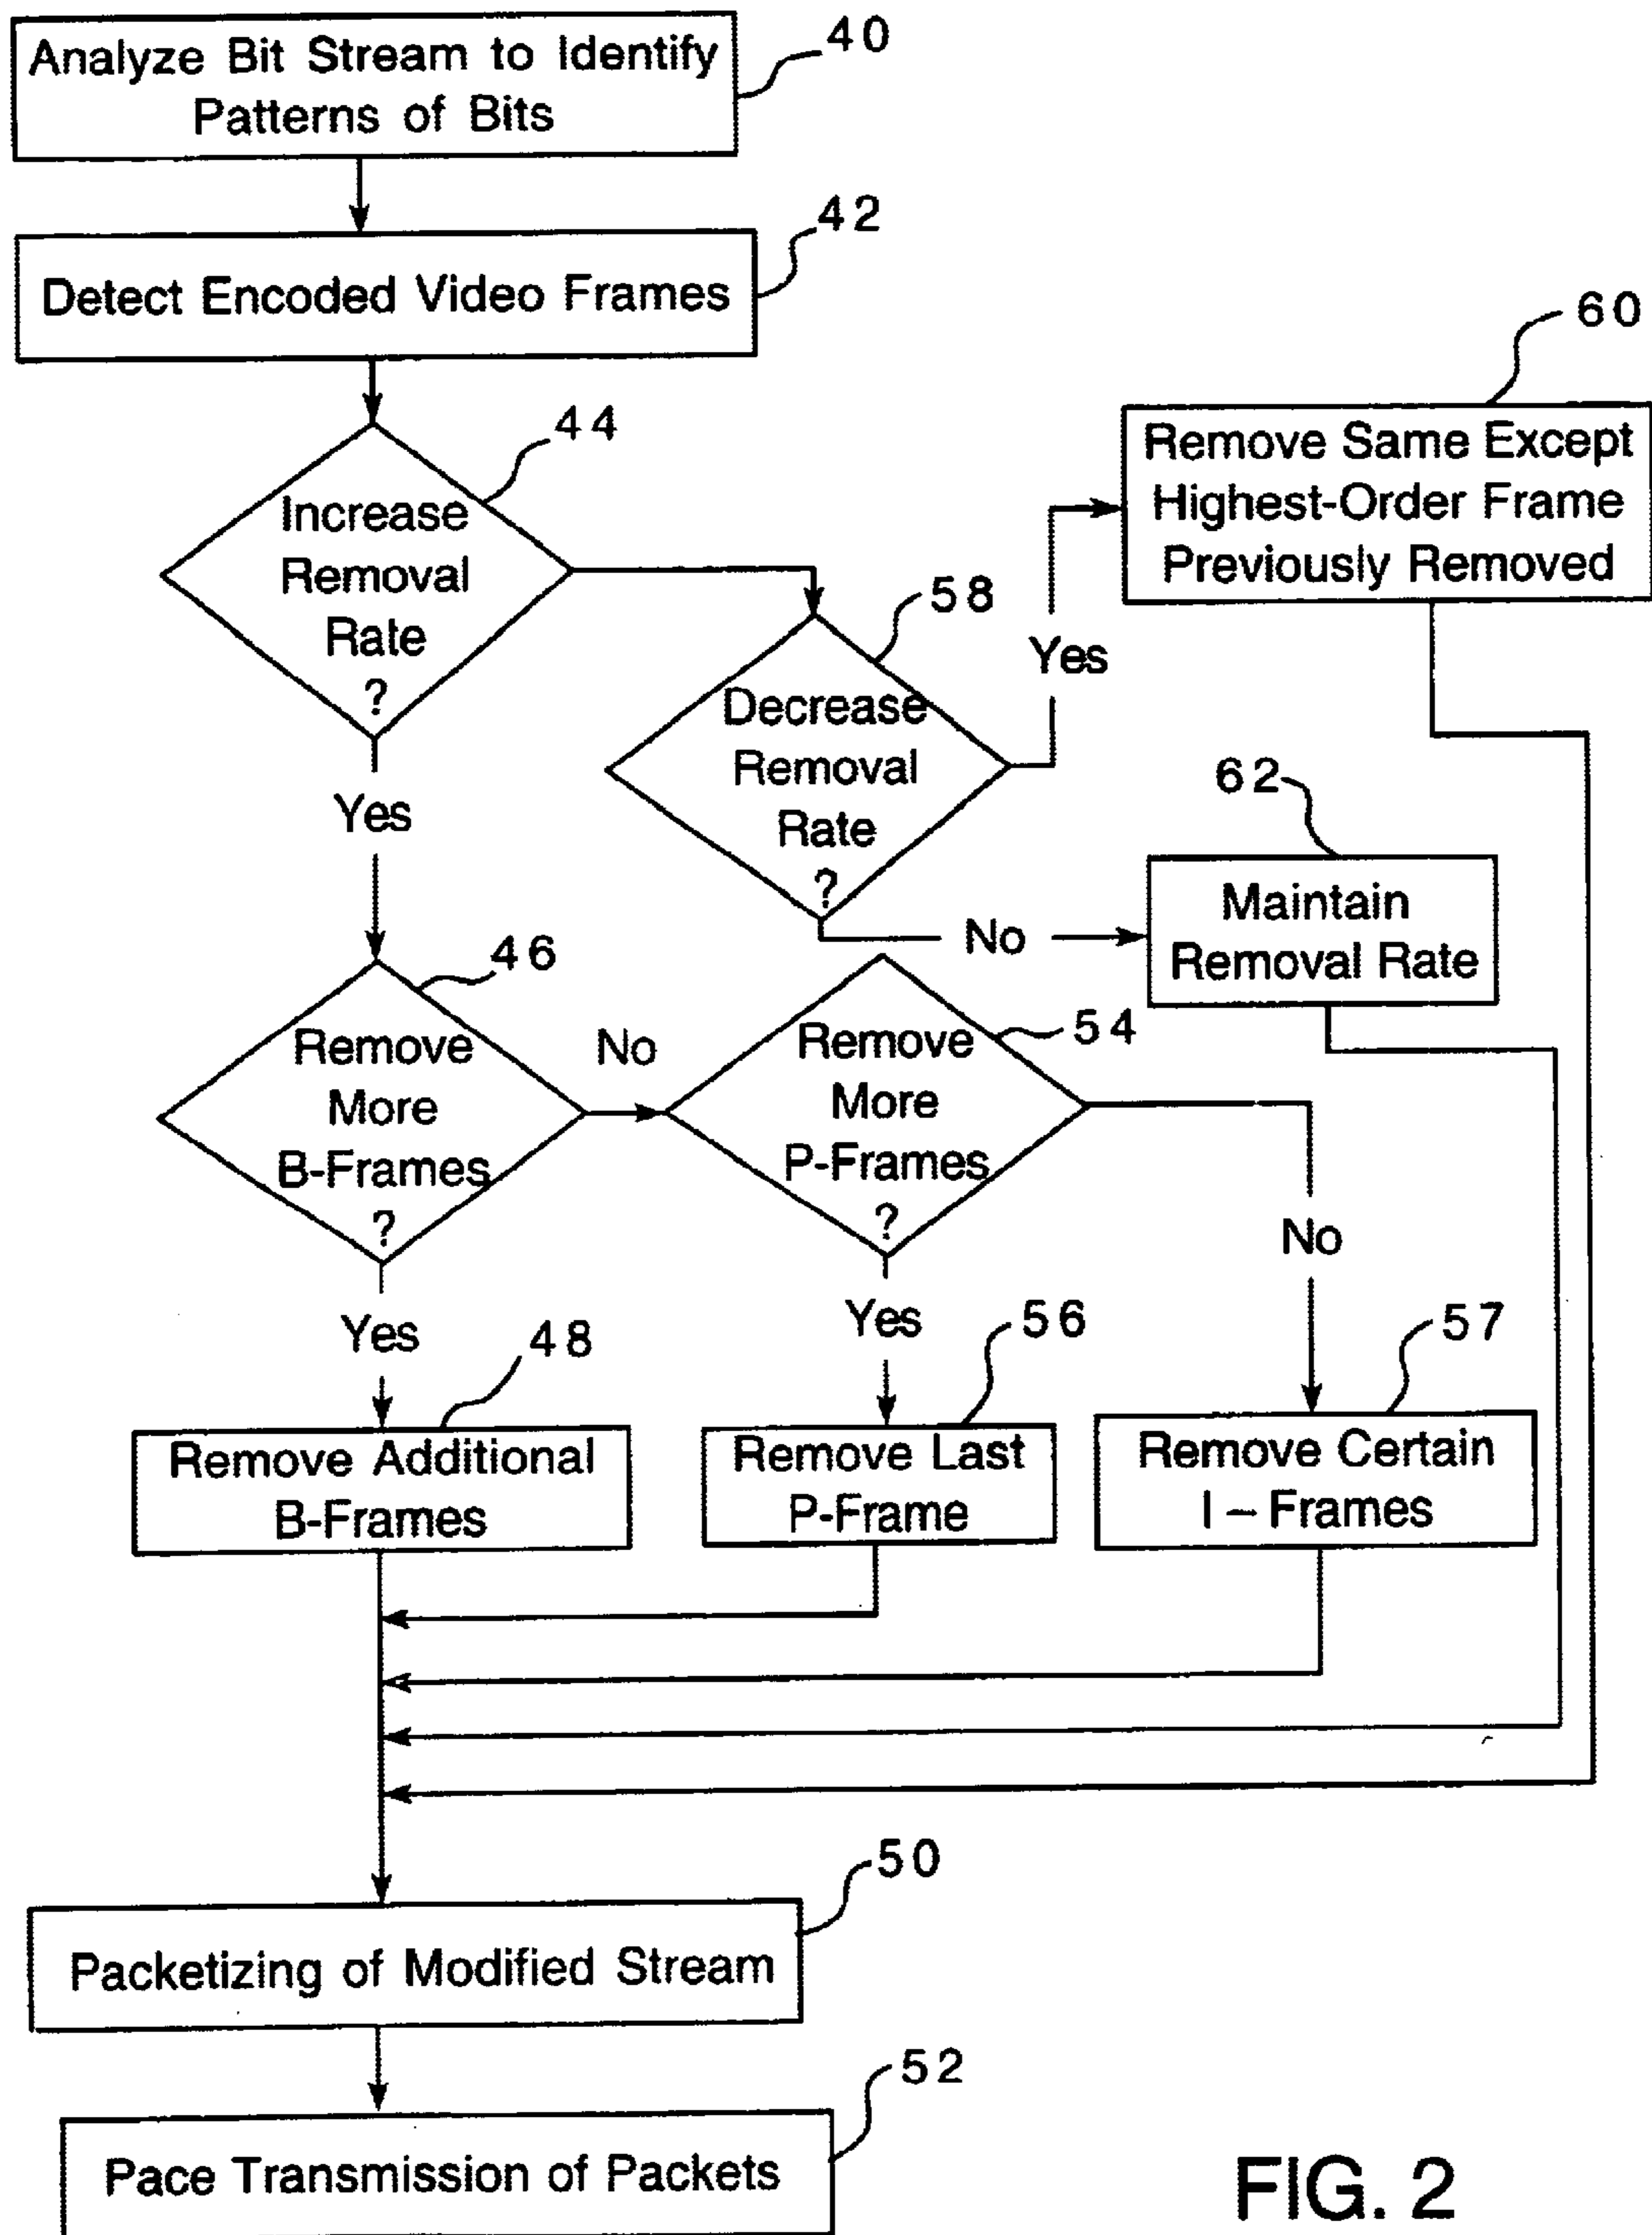 Analyze Bit Stream to Identify
Patterns of Bits
40
Detect Encoded Video Frames
42
Increase
Removal
Rate
?
44
Yes
Decrease
Removal
Rate
?
58
Yes
Remove Same Except
Highest-Order Frame
Previously Removed
60
No
Maintain
Removal Rate
62
Remove
More
B-Frames
?
46
No
Remove
More
P-Frames
?
54
No
Yes
Yes
Remove Additional
B-Frames
48
Remove Last
P-Frame
56
Remove Certain
I – Frames
57
Packetizing of Modified Stream
50
Pace Transmission of Packets
52
FIG. 2